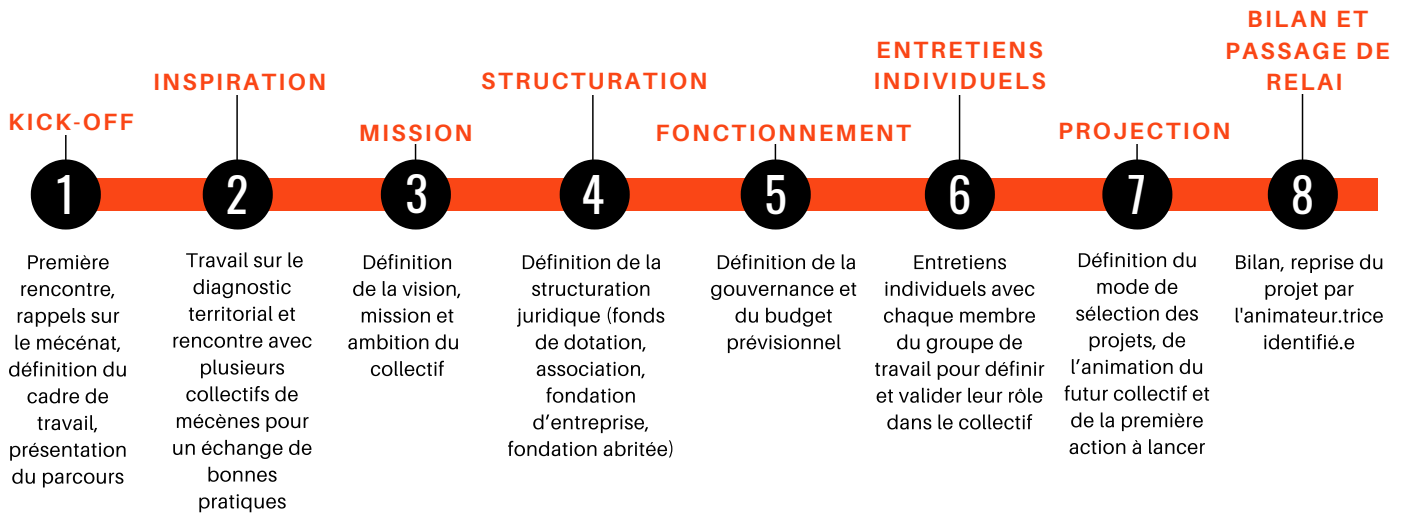 KICK-OFF
1
Première
rencontre,
rappels sur
le mécénat,
définition du
cadre de
travail,
présentation
du parcours
INSPIRATION
2
Travail sur le
diagnostic
territorial et
rencontre avec
plusieurs
collectifs de
mécènes pour
un échange de
bonnes
pratiques
MISSION
3
Définition
de la vision,
mission et
ambition du
collectif
STRUCTURATION
4
Définition de la
structuration
juridique (fonds
de dotation,
association,
fondation
d’entreprise,
fondation abritée)
FONCTIONNEMENT
5
Définition de la
gouvernance et
du budget
prévisionnel
ENTRETIENS
INDIVIDUELS
6
Entretiens
individuels avec
chaque membre
du groupe de
travail pour définir
et valider leur rôle
dans le collectif
PROJECTION
7
Définition du
mode de
sélection des
projets, de
l’animation du
futur collectif et
de la première
action à lancer
BILAN ET
PASSAGE DE
RELAI
8
Bilan, reprise du
projet par
l'animateur.trice
identifié.e